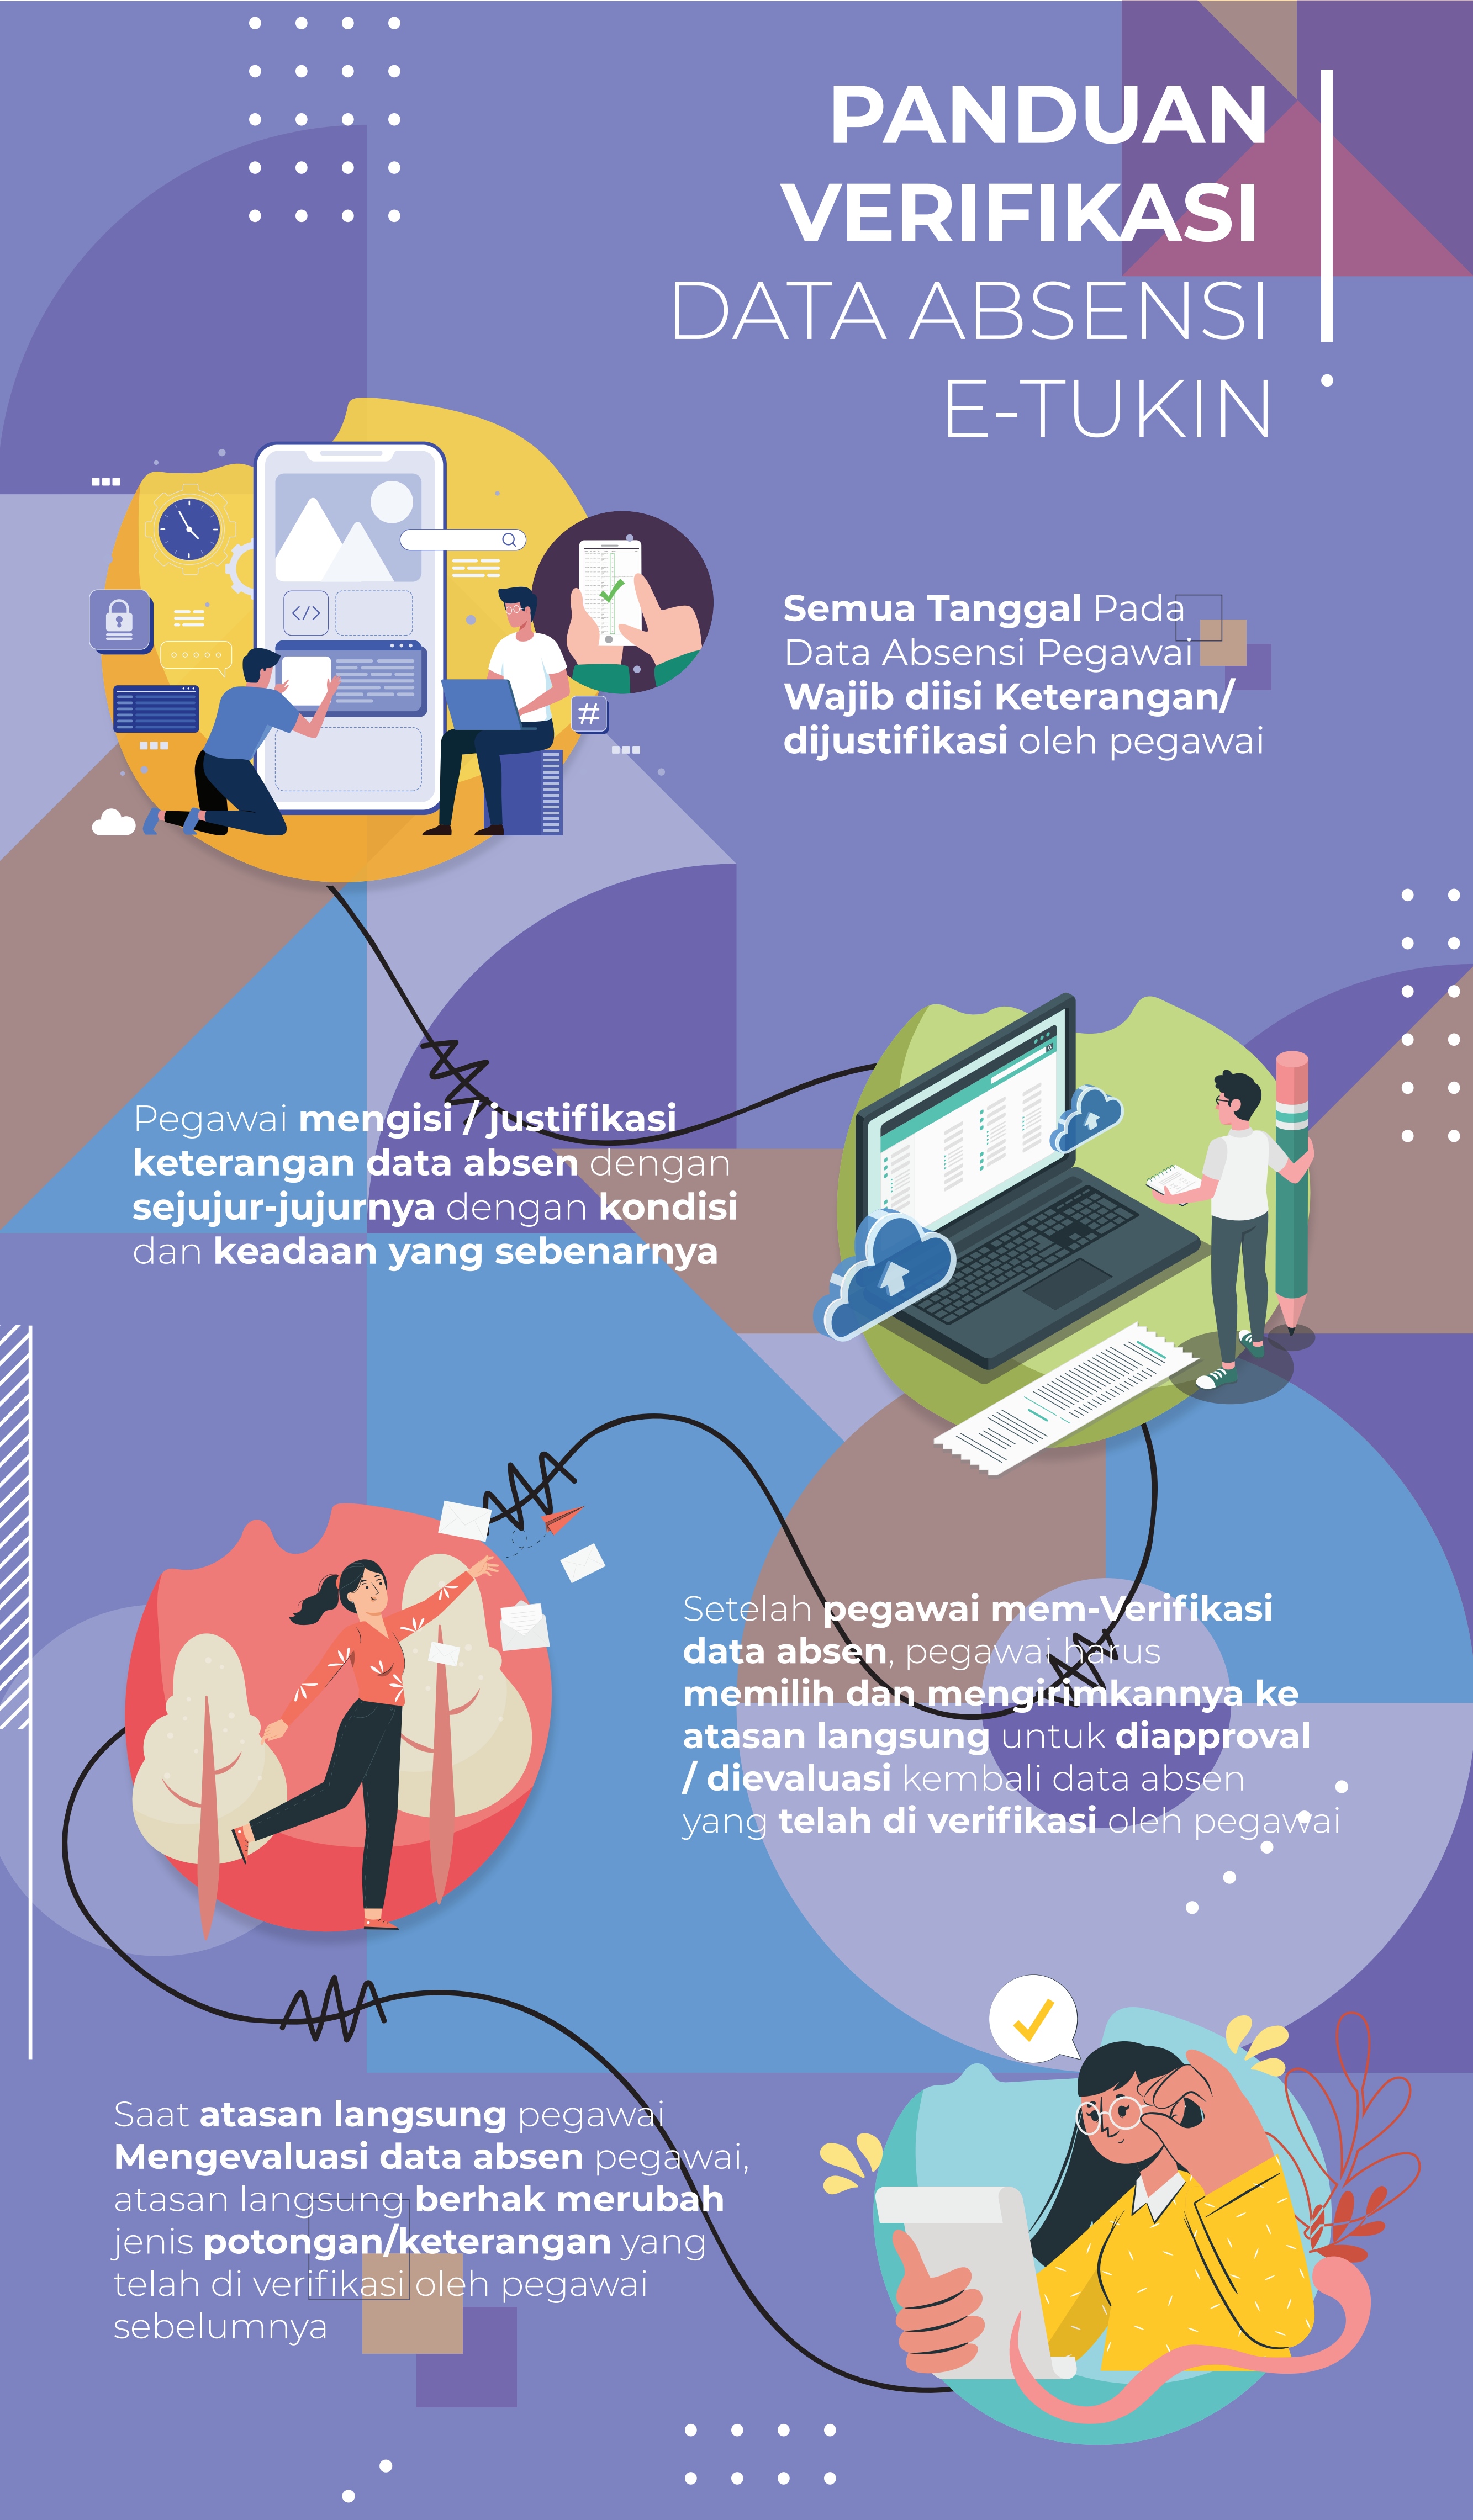 PANDUAN
VERIFIKASI
DATA ABSENSI
E-TUKIN
Semua Tanggal Pada
Data Absensi Pegawai
Wajib diisi Keterangan/
dijustifikasi oleh pegawai
</>
#
Pegawai mengisi / justifikasi
keterangan data absen dengan
sejujur-jujurnya dengan kondisi
dan keadaan yang sebenarnya
Setelah pegawai mem-Verifikasi
data absen, pegawai harus
memilih dan mengirimkannya ke
atasan langsung untuk diapproval
/ dievaluasi kembali data absen
yang telah di verifikasi oleh pegawai
Saat atasan langsung pegawai
Mengevaluasi data absen pegawai,
atasan langsung berhak merubah
jenis potongan/keterangan yang
telah di verifikasi oleh pegawai
sebelumnya